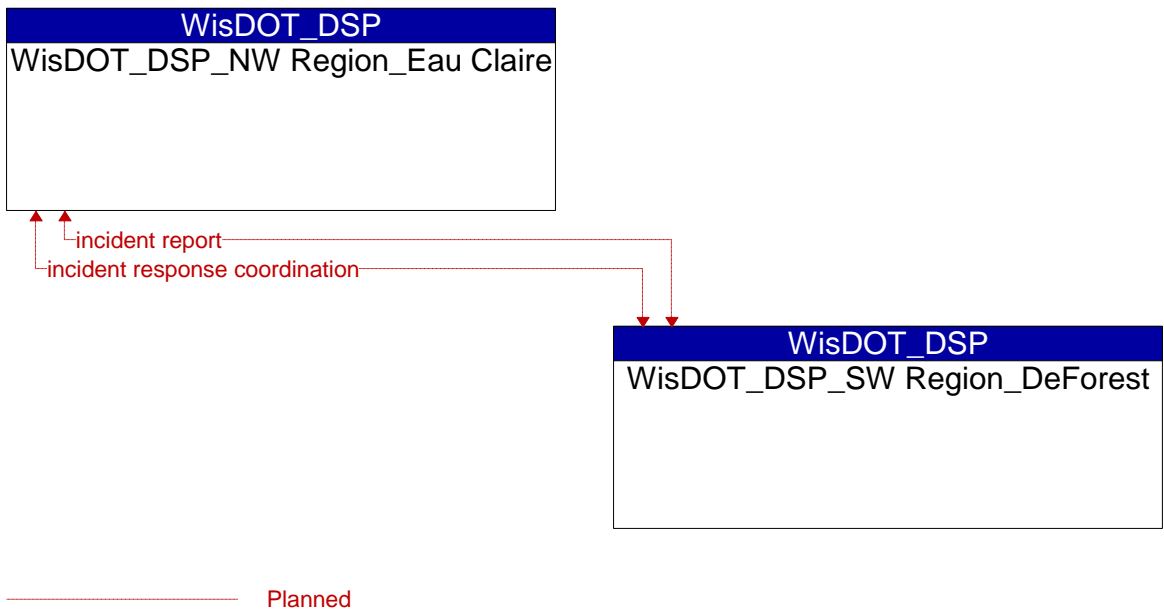 WisDOT_DSP
WisDOT_DSP_NW Region_Eau Claire
incident report
incident response coordination
WisDOT_DSP
WisDOT_DSP_SW Region_DeForest
Planned